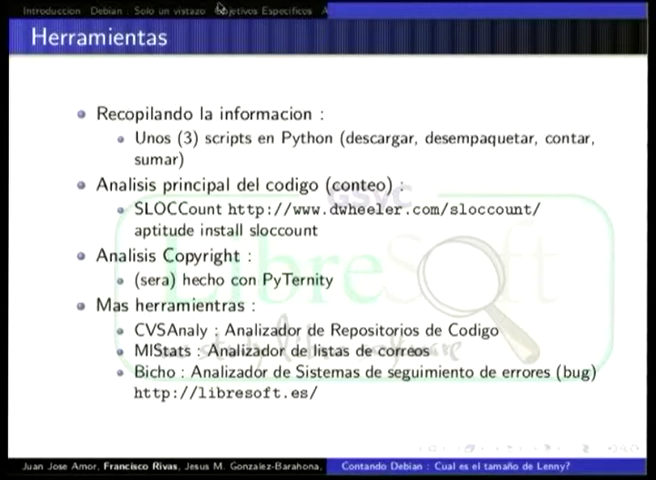 Introduccion Debian : Solo un vistazo Objetivos Especificos A
Herramientas
Recopilando la informacion :
Unos (3) scripts en Python (descargar, desempaquetar, contar,
sumar)
Analisis principal del codigo (conteo) :
GSyC
SLOCCount http://www.dwheeler.com/sloccount/
aptitude install sloccount
Analisis Copyright :
(sera) hecho con PyTernity
LibreSoft
Mas herramientras :
CVSAnaly : Analizador de Repositorios de Codigo
MlStats : Analizador de listas de correos
Bicho : Analizador de Sistemas de seguimiento de errores (bug)
http://libresoft.es/
Juan Jose Amor, Francisco Rivas, Jesus M. Gonzalez-Barahona,
Contando Debian : Cual es el tamaño de Lenny?